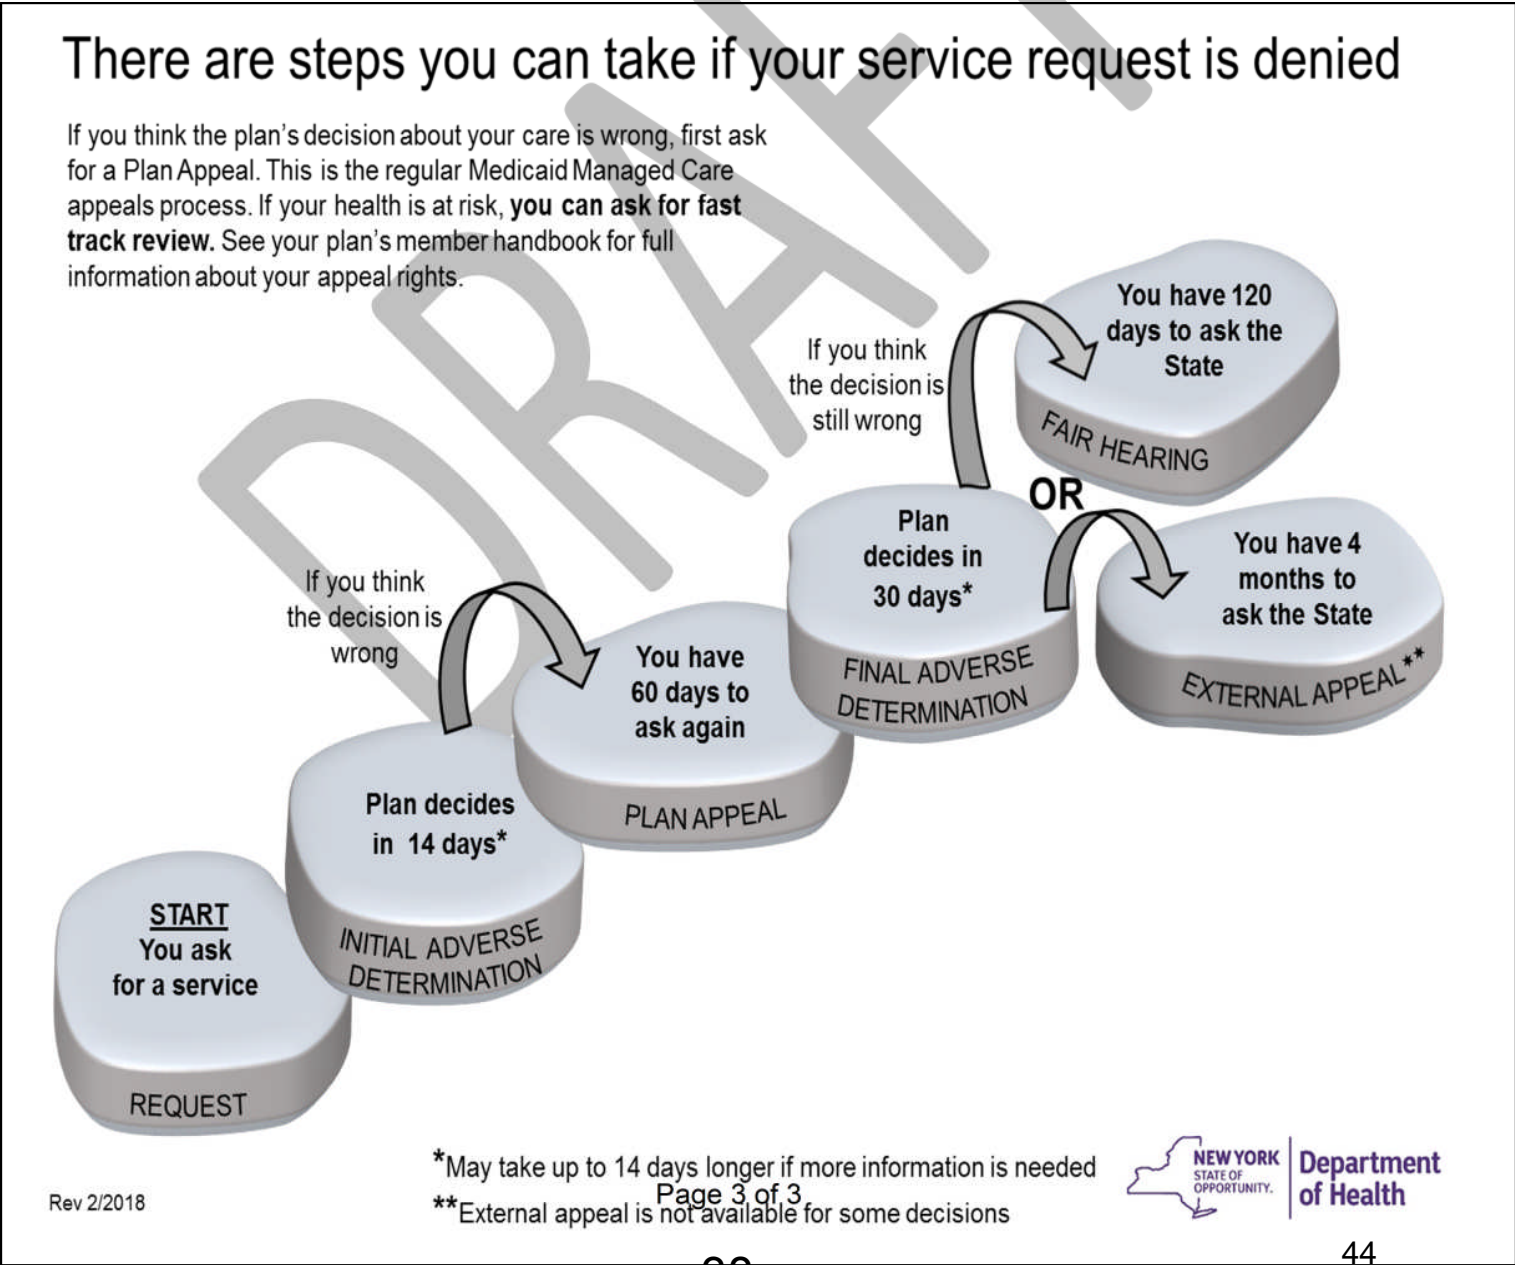 There are steps you can take if your service request is denied
If you think the plan's decision about your care is wrong, first ask
for a Plan Appeal. This is the regular Medicaid Managed Care
appeals process. If your health is at risk, you can ask for fast
track review. See your plan's member handbook for full
information about your appeal rights.
DRAFT
You have 120
days to ask the
State
FAIR HEARING
If you think
the decision is
still wrong
OR
Plan
decides in
30 days*
FINAL ADVERSE
DETERMINATION
You have 4
months to
ask the State
EXTERNAL APPEAL**
If you think
the decision is
wrong
You have
60 days to
ask again
PLAN APPEAL
Plan decides
in 14 days*
INITIAL ADVERSE
DETERMINATION
START
You ask
for a service
REQUEST
*May take up to 14 days longer if more information is needed
Page 3 of 3
**External appeal is not available for some decisions
Rev 2/2018
NEW YORK
STATE OF
OPPORTUNITY.
Department
of Health
44